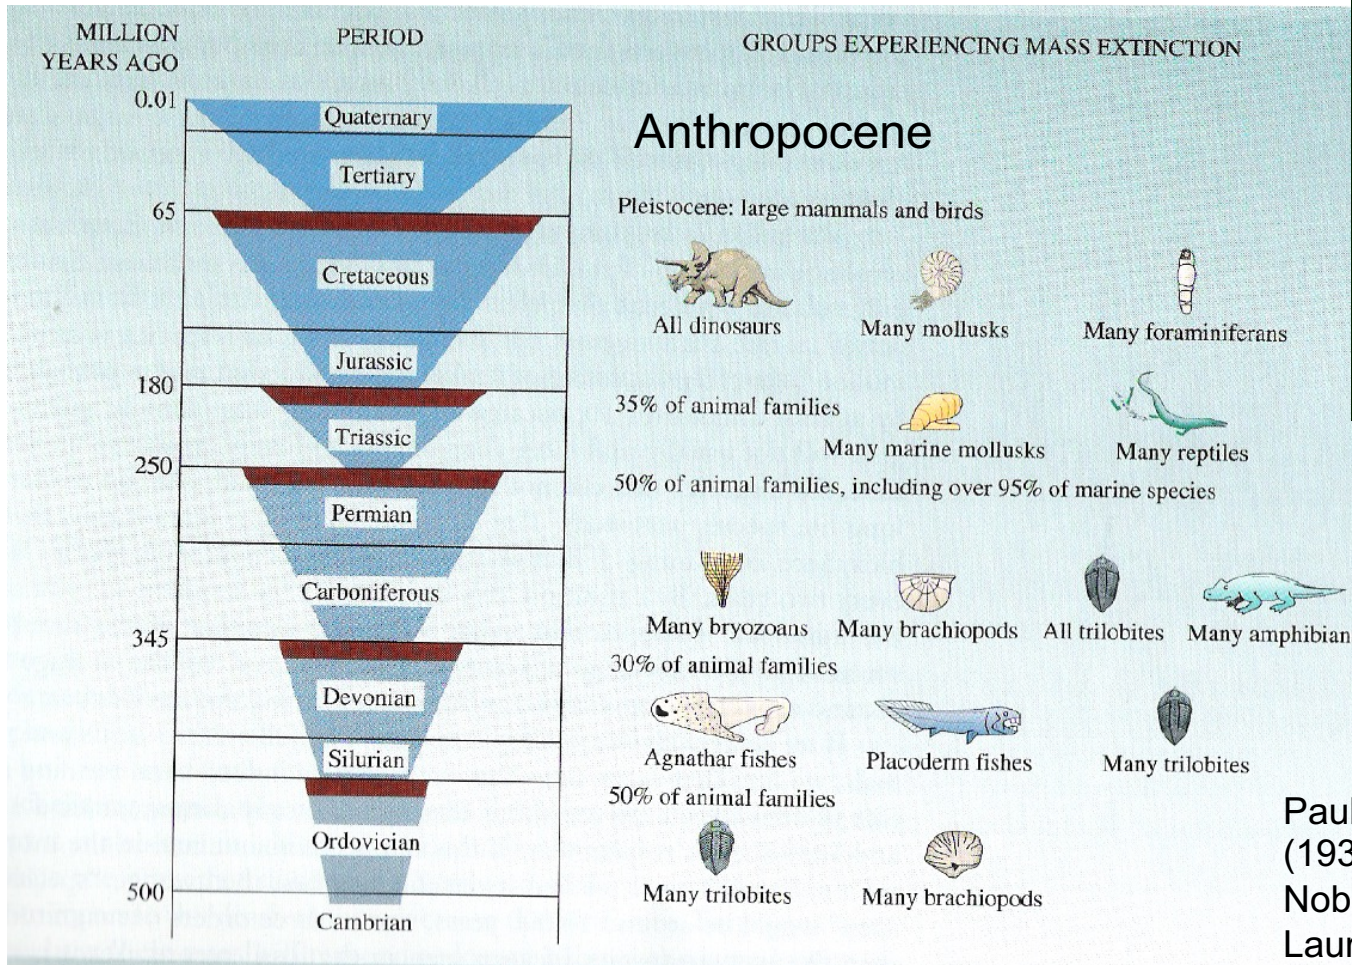 MILLION
YEARS AGO
PERIOD
GROUPS EXPERIENCING MASS EXTINCTION
0.01
Quaternary
Anthropocene
Tertiary
65
Pleistocene: large mammals and birds
Cretaceous
All dinosaurs
Many mollusks
Many foraminiferans
Jurassic
180
35% of animal families
Triassic
Many marine mollusks
Many reptiles
250
50% of animal families, including over 95% of marine species
Permian
Carboniferous
Many bryozoans
Many brachiopods
All trilobites
Many amphibian
345
30% of animal families
Devonian
Silurian
Agnathar fishes
Placoderm fishes
Many trilobites
50% of animal families
Ordovician
500
Many trilobites
Many brachiopods
Cambrian
Paul
(193
Nob
Laur